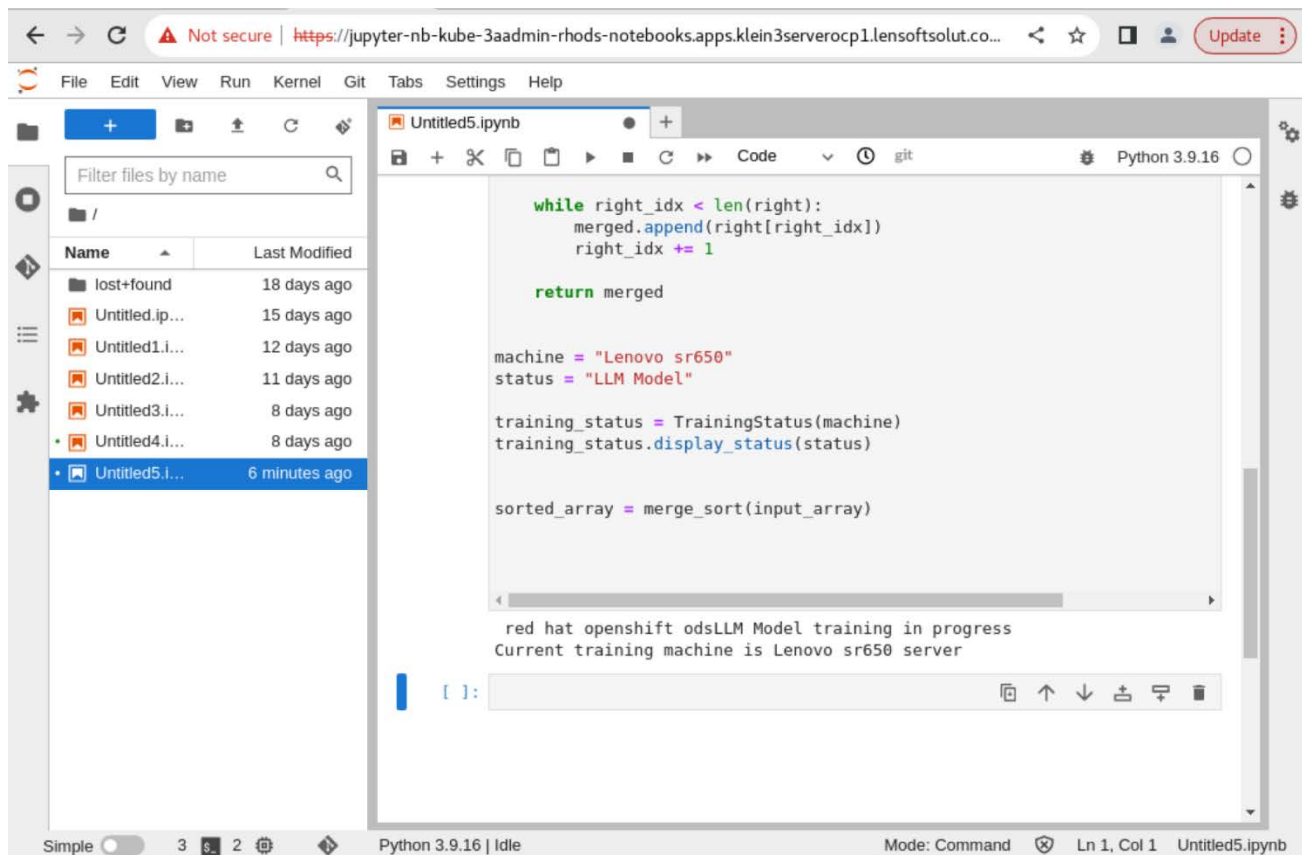 Not secure | https://jupyter-nb-kube-3aadmin-rhods-notebooks.apps.klein3serverocp1.lensoftsolut.co...
Update
File Edit View Run Kernel Git Tabs Settings Help
+
Filter files by name
/
Name Last Modified
lost+found 18 days ago
Untitled.ip... 15 days ago
Untitled1.i... 12 days ago
Untitled2.i... 11 days ago
Untitled3.i... 8 days ago
Untitled4.i... 8 days ago
Untitled5.i... 6 minutes ago
Untitled5.ipynb
Code git Python 3.9.16
while right_idx < len(right):
merged.append(right[right_idx])
right_idx += 1
return merged
machine = "Lenovo sr650"
status = "LLM Model"
training_status = TrainingStatus(machine)
training_status.display_status(status)
sorted_array = merge_sort(input_array)
red hat openshift odsLLM Model training in progress
Current training machine is Lenovo sr650 server
[ ]:
Simple 3 $_ 2 Python 3.9.16 | Idle Mode: Command Ln 1, Col 1 Untitled5.ipynb